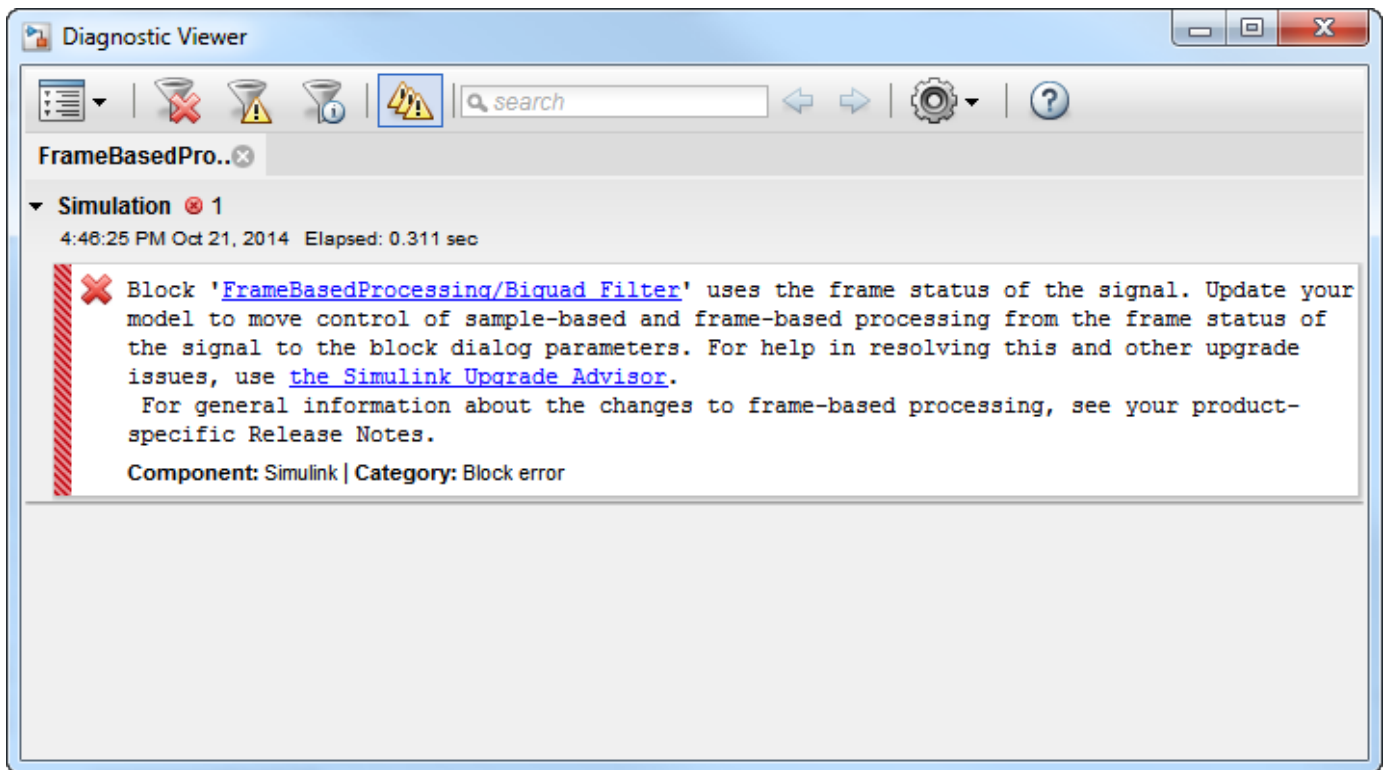 Diagnostic Viewer
search
FrameBasedPro..
Simulation 1
4:46:25 PM Oct 21, 2014 Elapsed: 0.311 sec
Block 'FrameBasedProcessing/Biquad Filter' uses the frame status of the signal. Update your
model to move control of sample-based and frame-based processing from the frame status of
the signal to the block dialog parameters. For help in resolving this and other upgrade
issues, use the Simulink Upgrade Advisor.
For general information about the changes to frame-based processing, see your product-
specific Release Notes.
Component: Simulink | Category: Block error